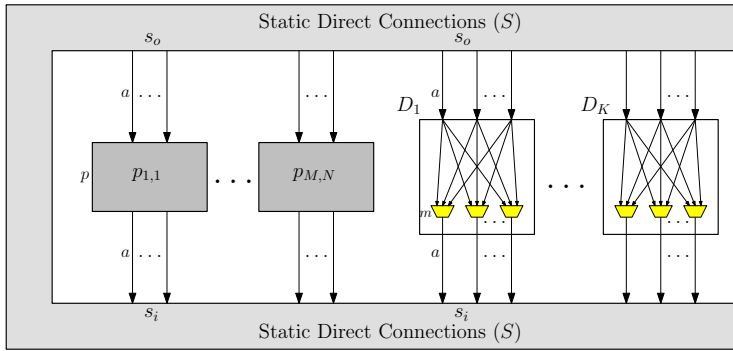 Static Direct Connections (S)
s_o s_o
a ... ... a ... ...
D_1 D_K
p p_{1,1} ... p_{M,N} ... 
m ... ...
a ... ... a ... ...
s_i s_i
Static Direct Connections (S)